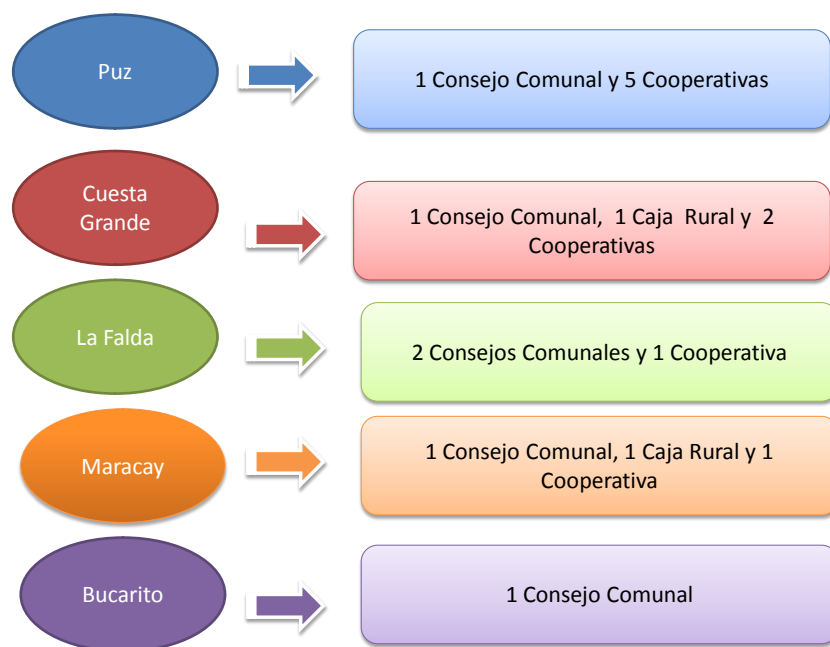 Puz
1 Consejo Comunal y 5 Cooperativas
Cuesta
Grande
1 Consejo Comunal, 1 Caja Rural y 2
Cooperativas
La Falda
2 Consejos Comunales y 1 Cooperativa
Maracay
1 Consejo Comunal, 1 Caja Rural y 1
Cooperativa
Bucarito
1 Consejo Comunal